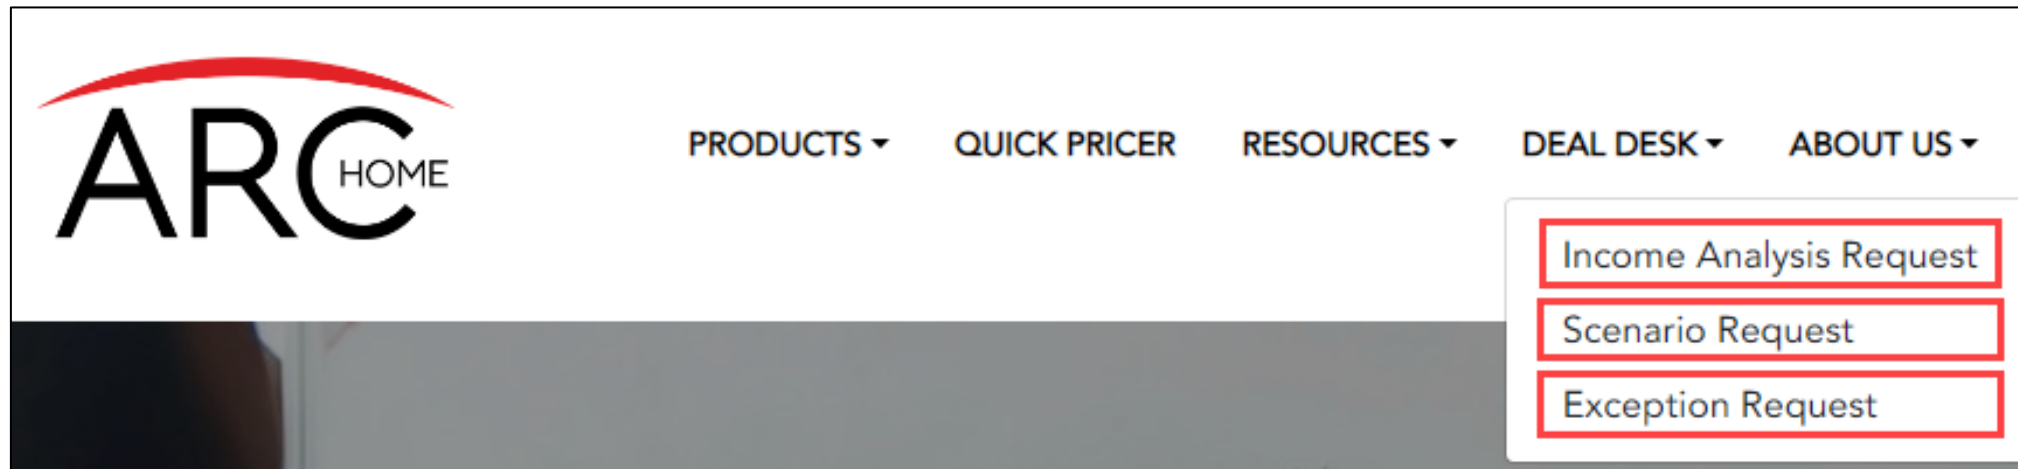 ARC HOME
PRODUCTS QUICK PRICER RESOURCES DEAL DESK ABOUT US
Income Analysis Request
Scenario Request
Exception Request